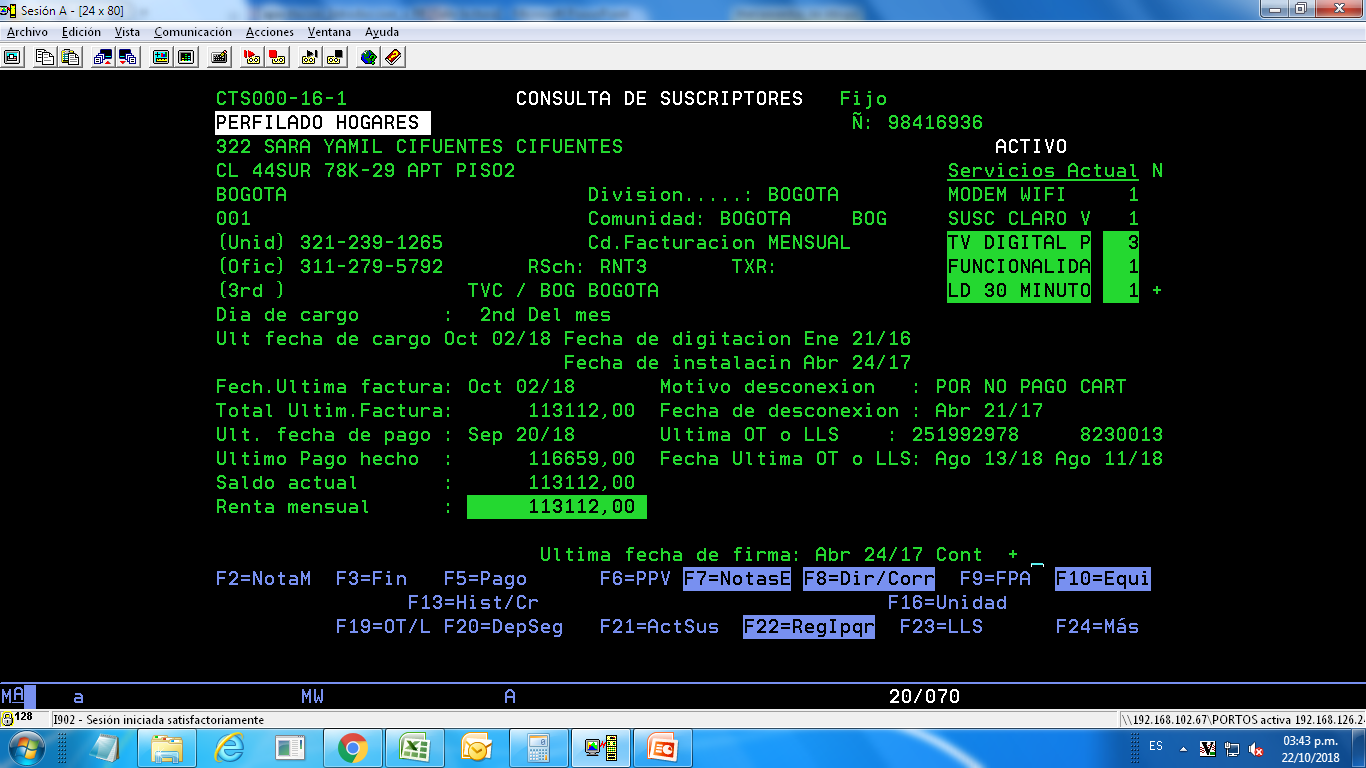 Sesión A - [24 x 80]
Archivo Edición Vista Comunicación Acciones Ventana Ayuda
CTS000-16-1 CONSULTA DE SUSCRIPTORES Fijo
PERFILADO HOGARES Ñ: 98416936
322 SARA YAMIL CIFUENTES CIFUENTES ACTIVO
CL 44SUR 78K-29 APT PISO2 Servicios Actual N
BOGOTA Division.....: BOGOTA MODEM WIFI 1
001 Comunidad: BOGOTA BOG SUSC CLARO V 1
(Unid) 321-239-1265 Cd.Facturacion MENSUAL TV DIGITAL P 3
(Ofic) 311-279-5792 RSch: RNT3 TXR: FUNCIONALIDA 1
(3rd ) TVC / BOG BOGOTA LD 30 MINUTO 1 +
Dia de cargo : 2nd Del mes
Ult fecha de cargo Oct 02/18 Fecha de digitacion Ene 21/16
Fecha de instalacin Abr 24/17
Fech.Ultima factura: Oct 02/18 Motivo desconexion : POR NO PAGO CART
Total Ultim.Factura: 113112,00 Fecha de desconexion : Abr 21/17
Ult. fecha de pago : Sep 20/18 Ultima OT o LLS : 251992978 8230013
Ultimo Pago hecho : 116659,00 Fecha Ultima OT o LLS: Ago 13/18 Ago 11/18
Saldo actual : 113112,00
Renta mensual : 113112,00
Ultima fecha de firma: Abr 24/17 Cont + _
F2=NotaM F3=Fin F5=Pago F6=PPV F7=NotasE F8=Dir/Corr F9=FPA F10=Equi
F13=Hist/Cr F16=Unidad
F19=OT/L F20=DepSeg F21=ActSus F22=RegIpqr F23=LLS F24=Más
MA a MW A 20/070
128 I902 - Sesión iniciada satisfactoriamente \\192.168.102.67\PORTOS activa 192.168.126.2
ES 03:43 p.m.
22/10/2018